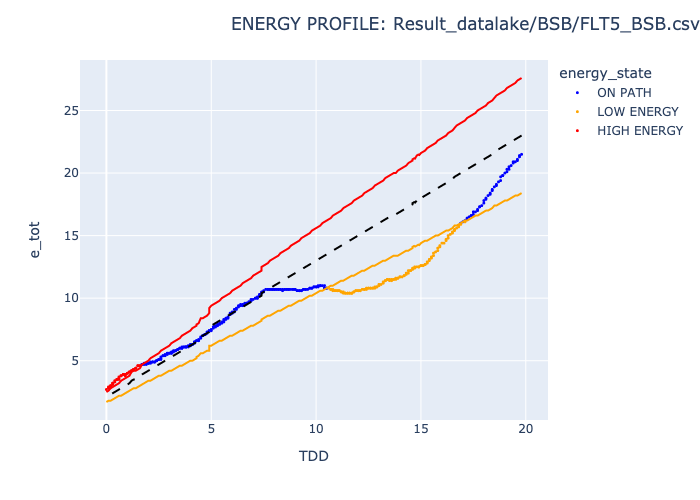 ENERGY PROFILE: Result_datalake/BSB/FLT5_BSB.csv
energy_state
ON PATH
LOW ENERGY
HIGH ENERGY
e_tot
25
20
15
10
5
0
5
10
15
20
TDD